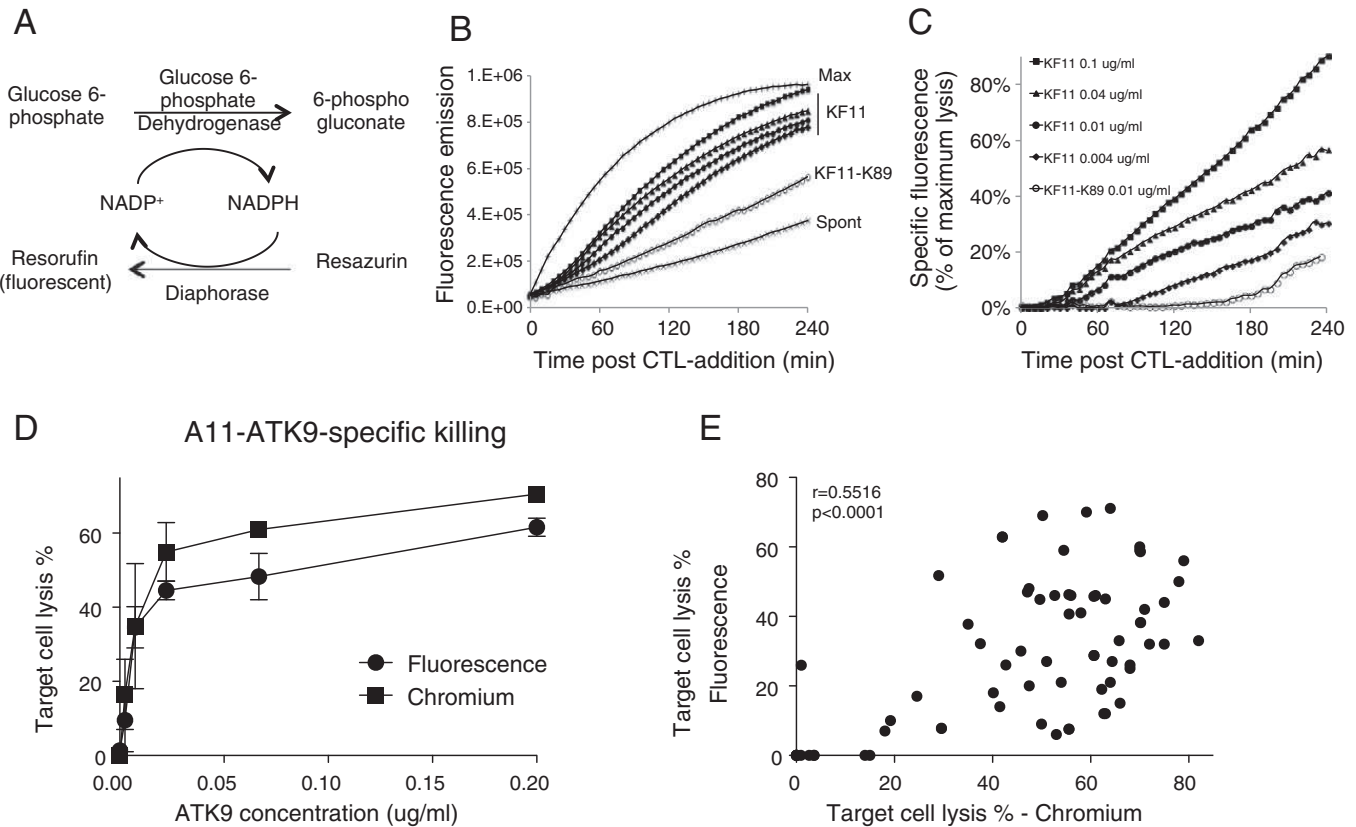 A
Glucose 6-
phosphate
Glucose 6-
phosphate
Dehydrogenase
6-phospho
gluconate
NADP+
NADPH
Resorufin
(fluorescent)
Resazurin
Diaphorase
B
Fluorescence emission
1.E+06
8.E+05
6.E+05
4.E+05
2.E+05
0.E+00
0
60
120
180
240
Time post CTL-addition (min)
Max
KF11
KF11-K89
Spont
C
Specific fluorescence
(% of maximum lysis)
80%
60%
40%
20%
0%
0
60
120
180
240
Time post CTL-addition (min)
KF11 0.1 ug/ml
KF11 0.04 ug/ml
KF11 0.01 ug/ml
KF11 0.004 ug/ml
KF11-K89 0.01 ug/ml
D
A11-ATK9-specific killing
Target cell lysis %
60
40
20
0
0.00
0.05
0.10
0.15
0.20
ATK9 concentration (ug/ml)
Fluorescence
Chromium
E
Target cell lysis %
Fluorescence
80
60
40
20
0
0
20
40
60
80
Target cell lysis % - Chromium
r=0.5516
p<0.0001